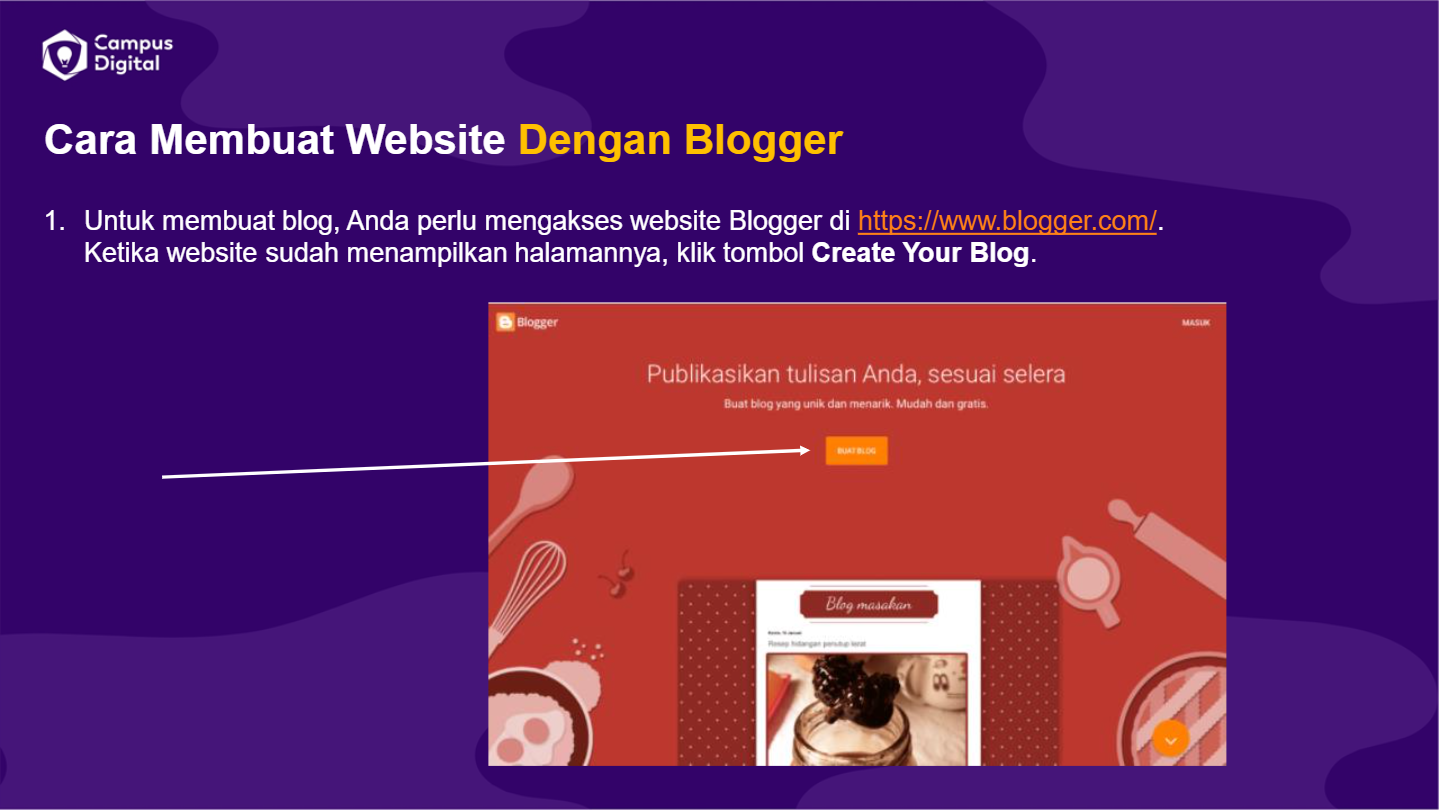 Campus
Digital
Cara Membuat Website Dengan Blogger
1. Untuk membuat blog, Anda perlu mengakses website Blogger di https://www.blogger.com/.
Ketika website sudah menampilkan halamannya, klik tombol Create Your Blog.
Blogger
MASUK
Publikasikan tulisan Anda, sesuai selera
Buat blog yang unik dan menarik. Mudah dan gratis.
BUAT BLOG
Blog masakan
Resep hidangan penutup lezat